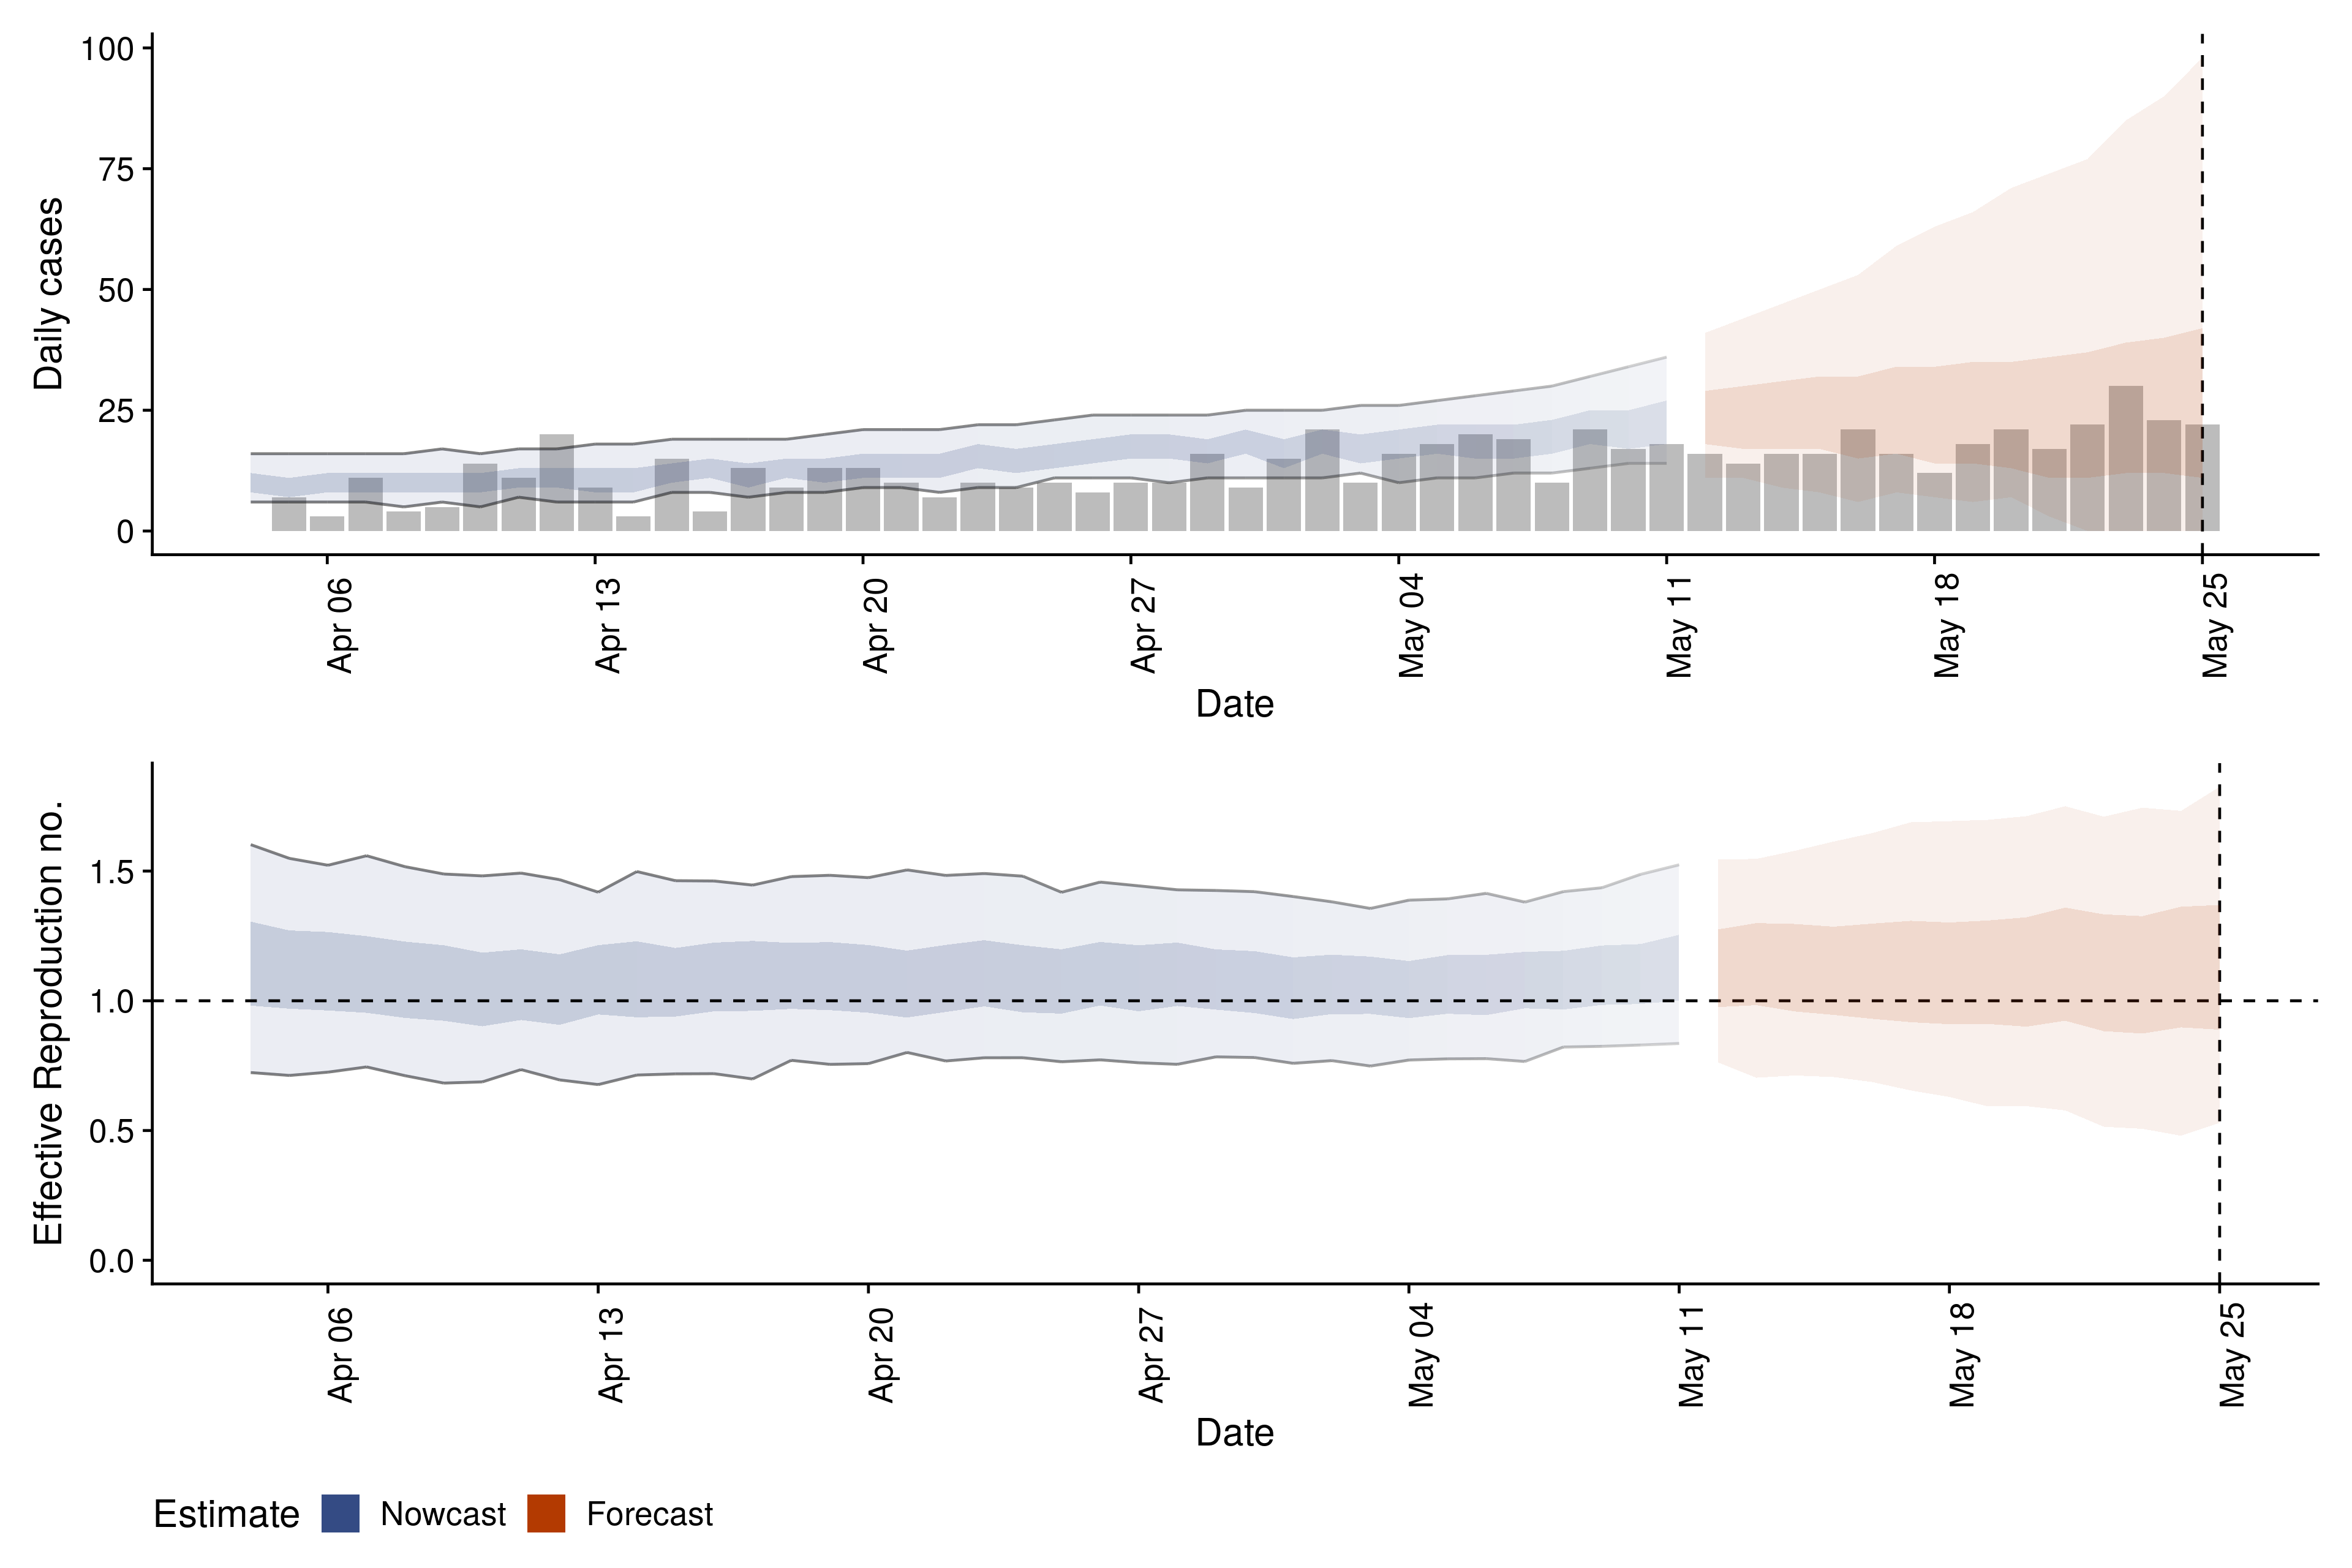 Daily cases
100
75
50
25
0
Apr 06
Apr 13
Apr 20
Apr 27
May 04
May 11
May 18
May 25
Date
Effective Reproduction no.
1.5
1.0
0.5
0.0
Apr 06
Apr 13
Apr 20
Apr 27
May 04
May 11
May 18
May 25
Date
Estimate Nowcast Forecast